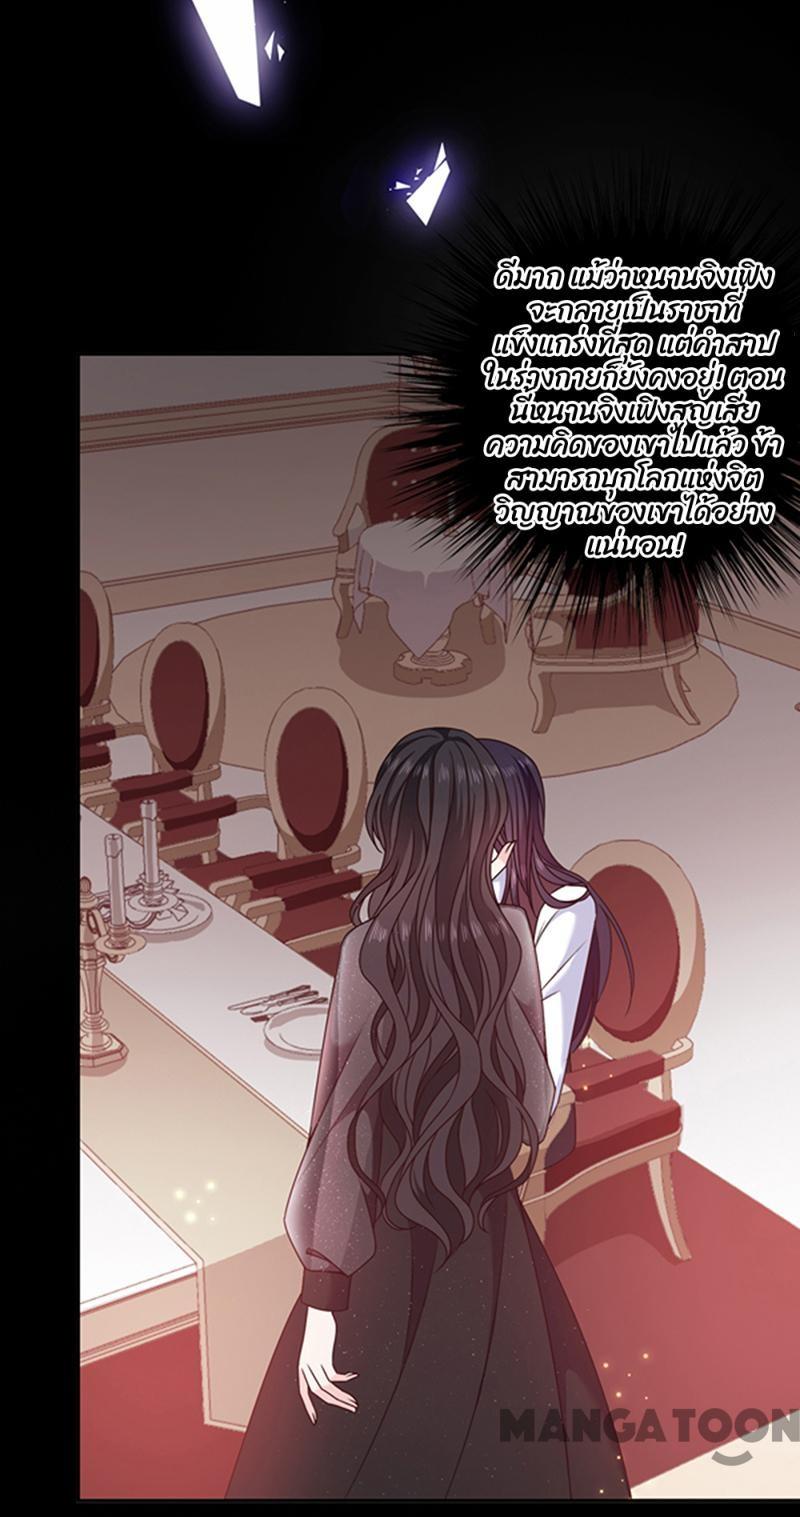 ดีมาก แม้ว่าหนานจิงเฟิง
จะกลายเป็นราชาที่
แข็งแกร่งที่สุด แต่คำสาป
ในร่างกายก็ยังคงอยู่! ตอน
นี้หนานจิงเฟิงสูญเสีย
ความคิดของเขาไปแล้ว ข้า
สามารถบุกโลกแห่งจิต
วิญญาณของเขาได้อย่าง
แน่นอน!
MANGATOON